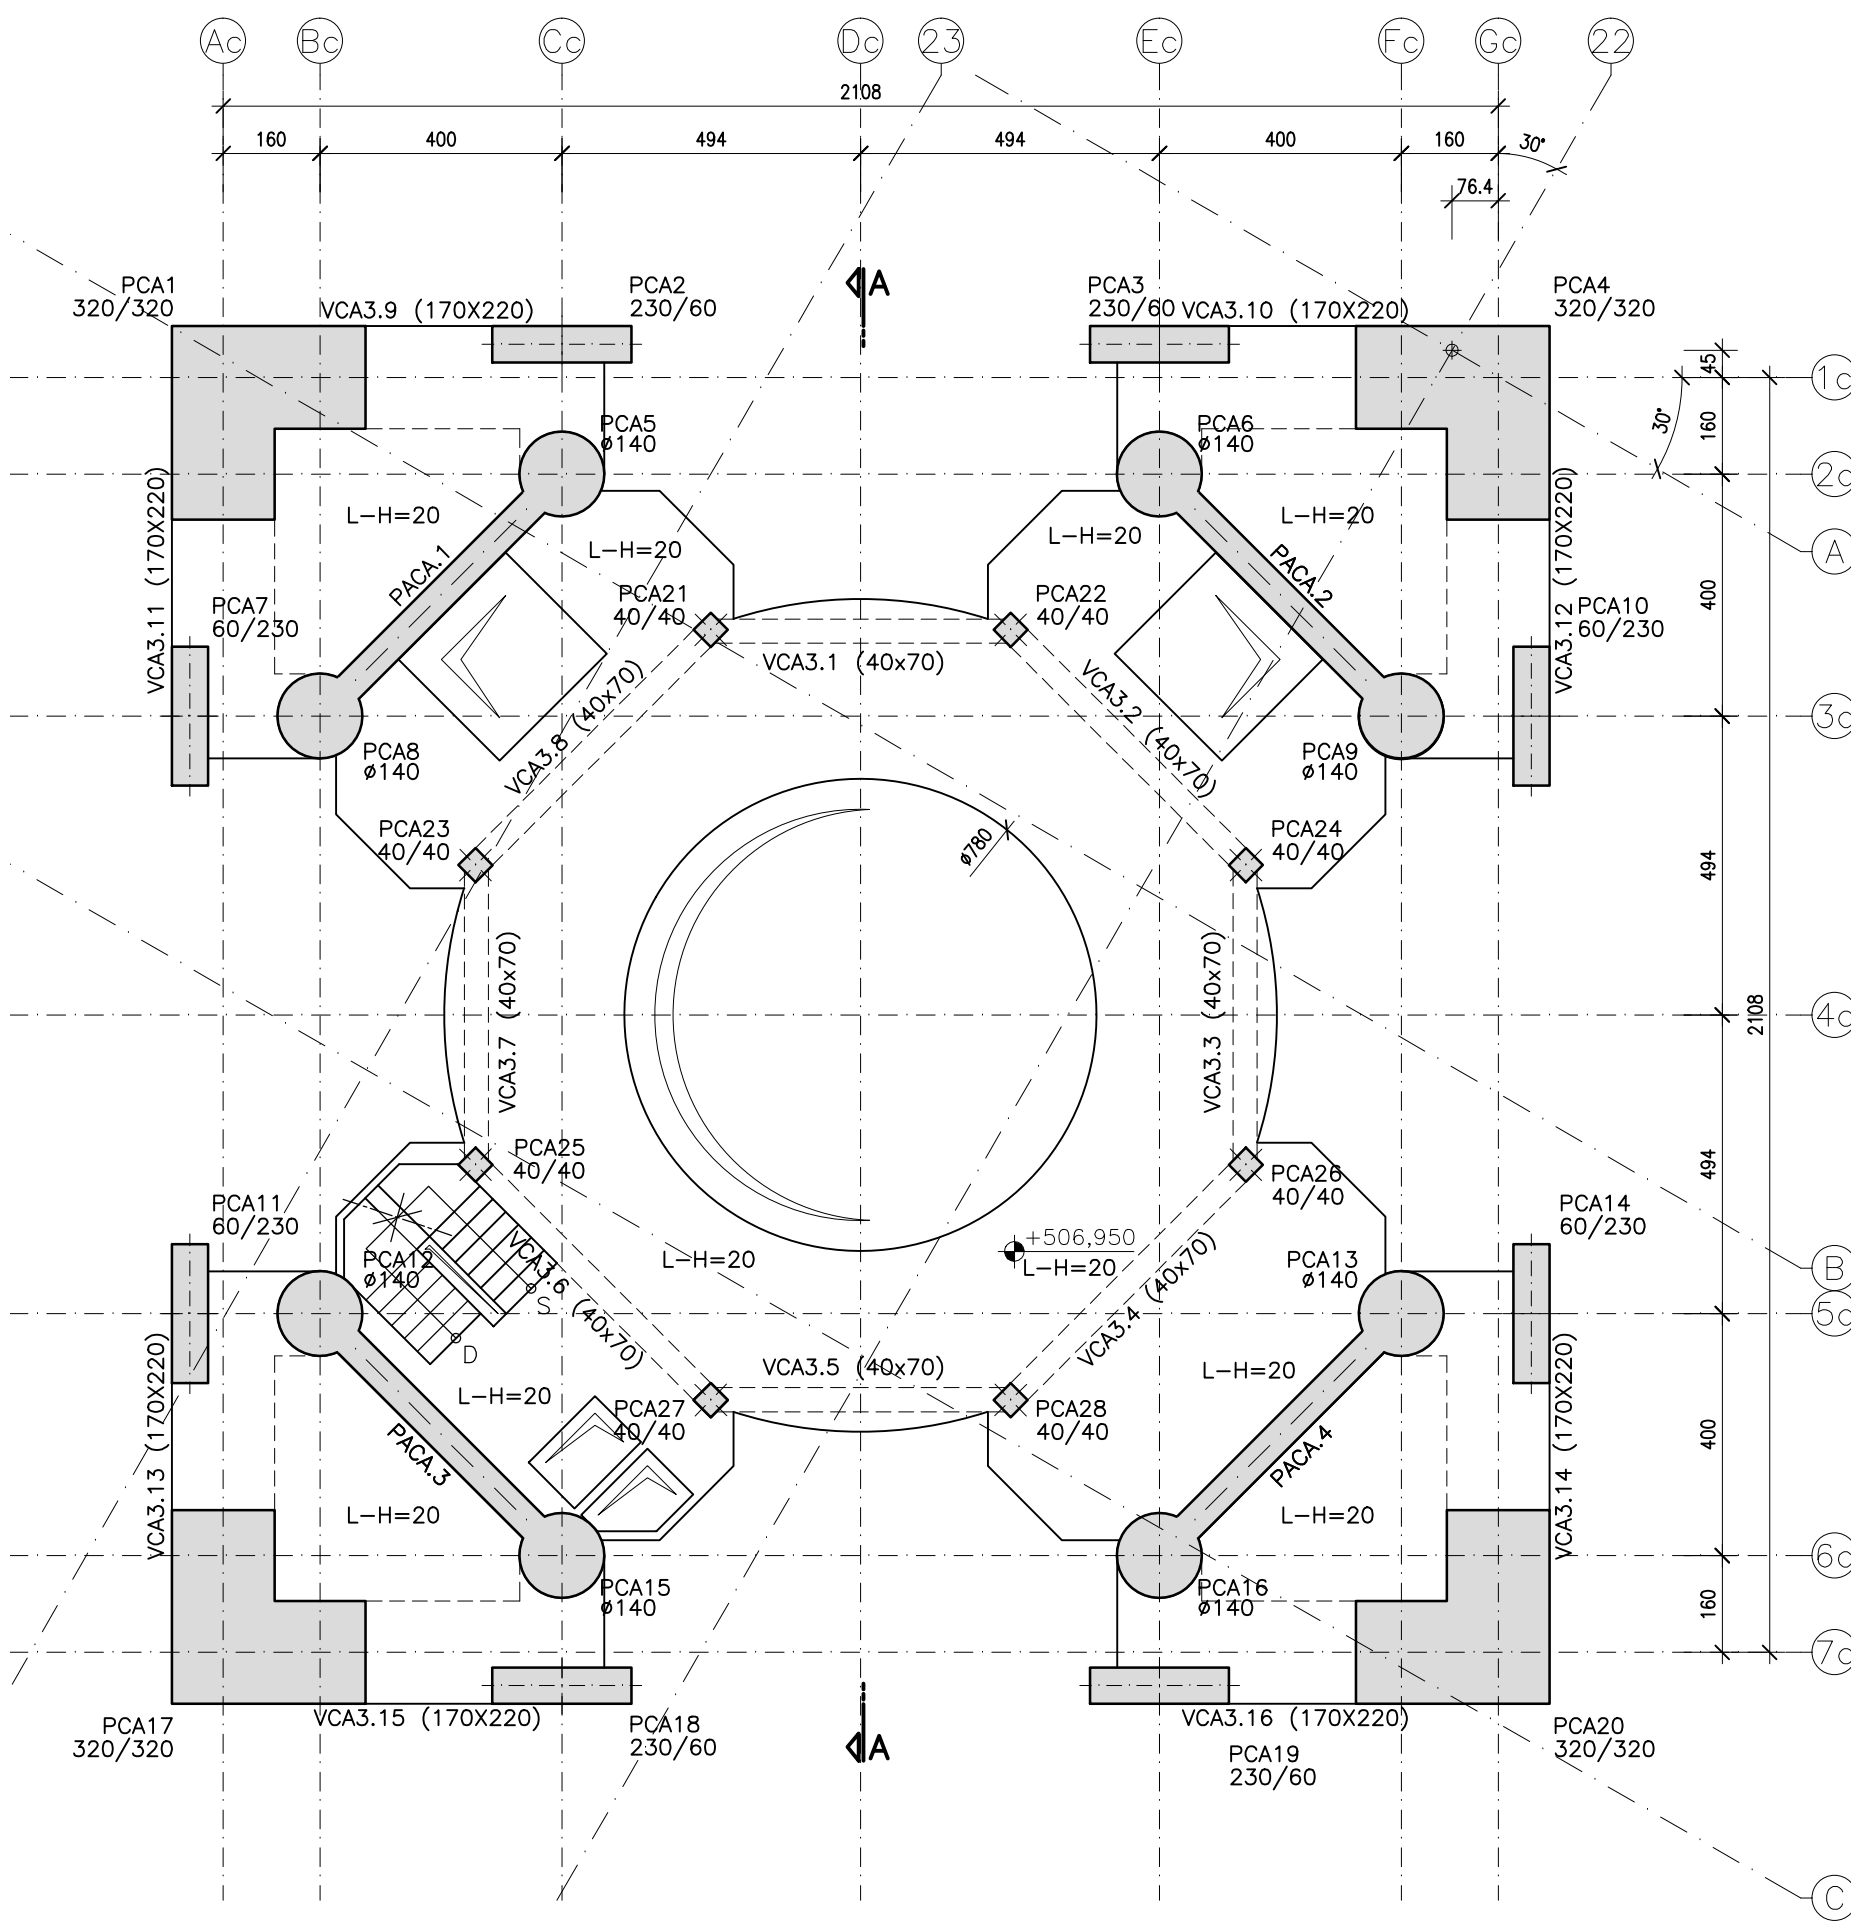 Ac
Bc
Cc
Dc
23
Ec
Fc
Gc
22
2108
160
400
494
494
400
160
30°
76.4
PCA1
320/320
VCA3.9 (170X220)
PCA2
230/60
A
PCA3
230/60
VCA3.10 (170X220)
PCA4
320/320
45
1c
160
30°
2c
PCA5
ø140
PCA6
ø140
L-H=20
L-H=20
L-H=20
L-H=20
VCA3.11 (170X220)
VCA3.12 (170X220)
A
PACA.1
PACA.2
PCA7
60/230
PCA21
40/40
PCA22
40/40
PCA10
60/230
400
VCA3.1 (40x70)
VCA3.8 (40x70)
VCA3.2 (40x70)
3c
PCA8
ø140
PCA9
ø140
PCA23
40/40
ø780
PCA24
40/40
494
VCA3.7 (40x70)
VCA3.3 (40x70)
2108
4c
PCA25
40/40
PCA26
40/40
494
PCA11
60/230
PCA14
60/230
+506,950
L-H=20
L-H=20
PCA12
ø140
PCA13
ø140
B
5c
S
D
VCA3.6 (40x70)
VCA3.4 (40x70)
VCA3.5 (40x70)
L-H=20
L-H=20
PCA27
40/40
PCA28
40/40
400
PACA.3
PACA.4
VCA3.13 (170X220)
VCA3.14 (170X220)
L-H=20
L-H=20
6c
PCA15
ø140
PCA16
ø140
160
7c
PCA17
320/320
VCA3.15 (170X220)
PCA18
230/60
A
VCA3.16 (170X220)
PCA19
230/60
PCA20
320/320
C